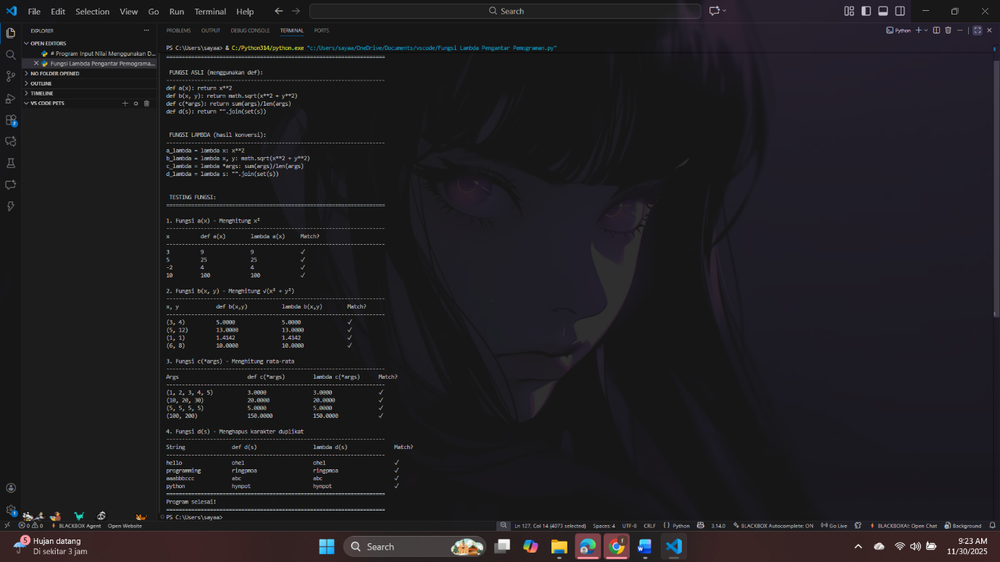 File Edit Selection View Go Run Terminal Help
Search
EXPLORER
OPEN EDITORS
# Program Input Nilai Menggunakan D...
Fungsi Lambda Pengantar Pemograma...
NO FOLDER OPENED
OUTLINE
TIMELINE
VS CODE PETS
PROBLEMS OUTPUT DEBUG CONSOLE TERMINAL PORTS
Python
PS C:\Users\sayaa> & C:/Python314/python.exe "c:/Users/sayaa/OneDrive/Documents/vscode/Fungsi Lambda Pengantar Pemograman.py"
======================================================================
FUNGSI ASLI (menggunakan def):
----------------------------------------------------------------------
def a(x): return x**2
def b(x, y): return math.sqrt(x**2 + y**2)
def c(*args): return sum(args)/len(args)
def d(s): return "".join(set(s))
FUNGSI LAMBDA (hasil konversi):
----------------------------------------------------------------------
a_lambda = lambda x: x**2
b_lambda = lambda x, y: math.sqrt(x**2 + y**2)
c_lambda = lambda *args: sum(args)/len(args)
d_lambda = lambda s: "".join(set(s))
TESTING FUNGSI:
======================================================================
1. Fungsi a(x) - Menghitung x²
----------------------------------------------------------------------
x def a(x) lambda a(x) Match?
----------------------------------------------------------------------
3 9 9 ✓
5 25 25 ✓
-2 4 4 ✓
10 100 100 ✓
2. Fungsi b(x, y) - Menghitung √(x² + y²)
----------------------------------------------------------------------
x, y def b(x,y) lambda b(x,y) Match?
----------------------------------------------------------------------
(3, 4) 5.0000 5.0000 ✓
(5, 12) 13.0000 13.0000 ✓
(1, 1) 1.4142 1.4142 ✓
(6, 8) 10.0000 10.0000 ✓
3. Fungsi c(*args) - Menghitung rata-rata
----------------------------------------------------------------------
Args def c(*args) lambda c(*args) Match?
----------------------------------------------------------------------
(1, 2, 3, 4, 5) 3.0000 3.0000 ✓
(10, 20, 30) 20.0000 20.0000 ✓
(5, 5, 5, 5) 5.0000 5.0000 ✓
(100, 200) 150.0000 150.0000 ✓
4. Fungsi d(s) - Menghapus karakter duplikat
----------------------------------------------------------------------
String def d(s) lambda d(s) Match?
----------------------------------------------------------------------
hello ohel ohel ✓
programming ringpmoa ringpmoa ✓
aaabbbccc abc abc ✓
python hynpot hynpot ✓
======================================================================
Program selesai!
======================================================================
PS C:\Users\sayaa>
0 0 BLACKBOX Agent Open Website
Ln 127, Col 14 (4073 selected) Spaces: 4 UTF-8 CRLF { } Python 3.14.0 BLACKBOX Autocomplete: ON Go Live BLACKBOXAI: Open Chat Background
5 Hujan datang
Di sekitar 3 jam
Search
9:23 AM
11/30/2025